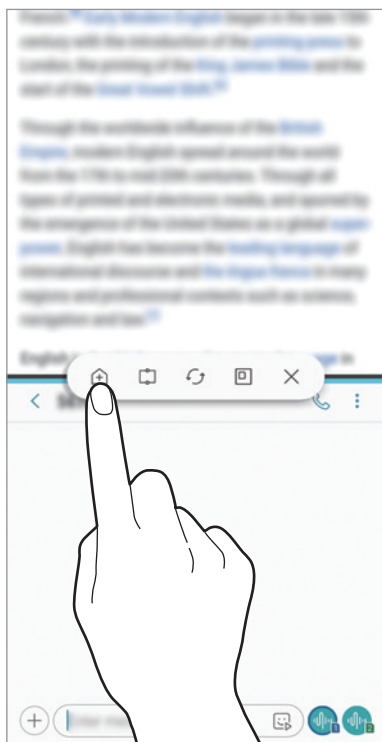 French. Early Modern English began in the late 15th
century with the introduction of the printing press to
London, the printing of the King James Bible and the
start of the Great Vowel Shift.
Through the worldwide influence of the British
Empire, modern English spread around the world
from the 17th to mid-20th centuries. Through all
types of printed and electronic media, and spurred by
the emergence of the United States as a global super-
power, English has become the leading language of
international discourse and the lingua franca in many
regions and professional contexts such as science,
navigation and law.
English
in
Enter me
1
2